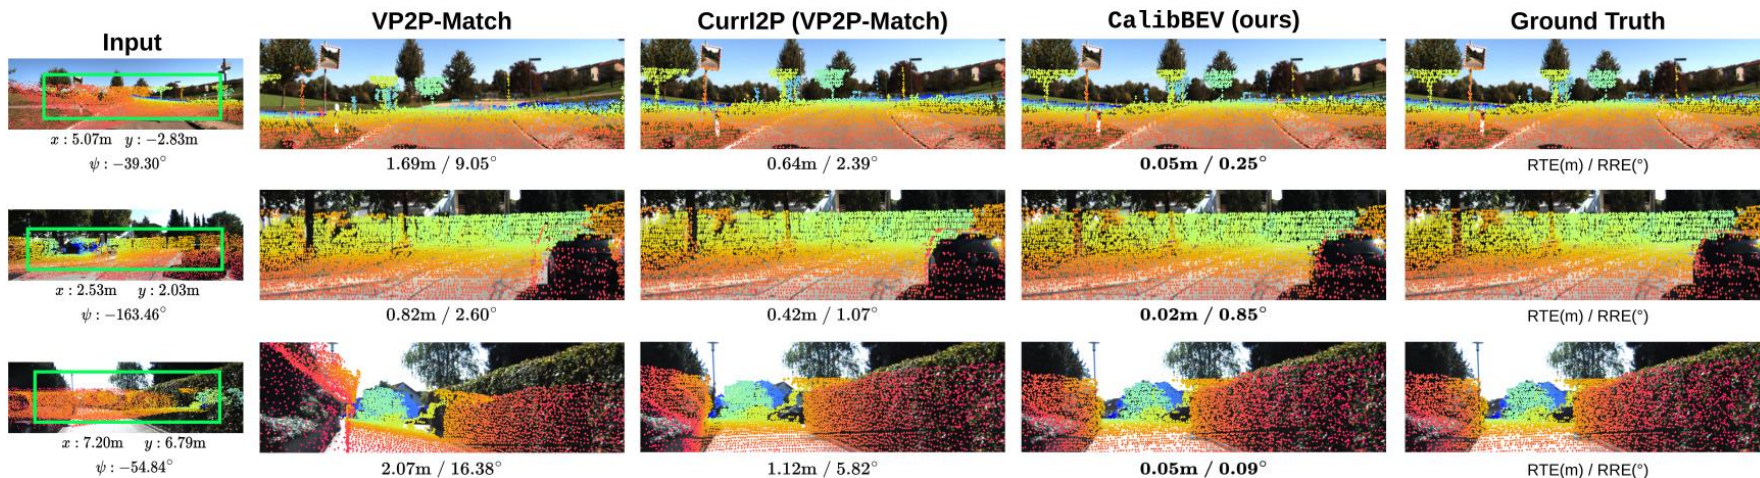 Input VP2P-Match CurrI2P (VP2P-Match) CalibBEV (ours) Ground Truth
x : 5.07m y : −2.83m
ψ : −39.30°
1.69m / 9.05° 0.64m / 2.39° 0.05m / 0.25° RTE(m) / RRE(°)
x : 2.53m y : 2.03m
ψ : −163.46°
0.82m / 2.60° 0.42m / 1.07° 0.02m / 0.85° RTE(m) / RRE(°)
x : 7.20m y : 6.79m
ψ : −54.84°
2.07m / 16.38° 1.12m / 5.82° 0.05m / 0.09° RTE(m) / RRE(°)